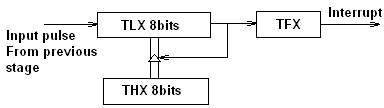 TLX 8bits
TFX
Interrupt
Input pulse
From previous
stage
THX 8bits